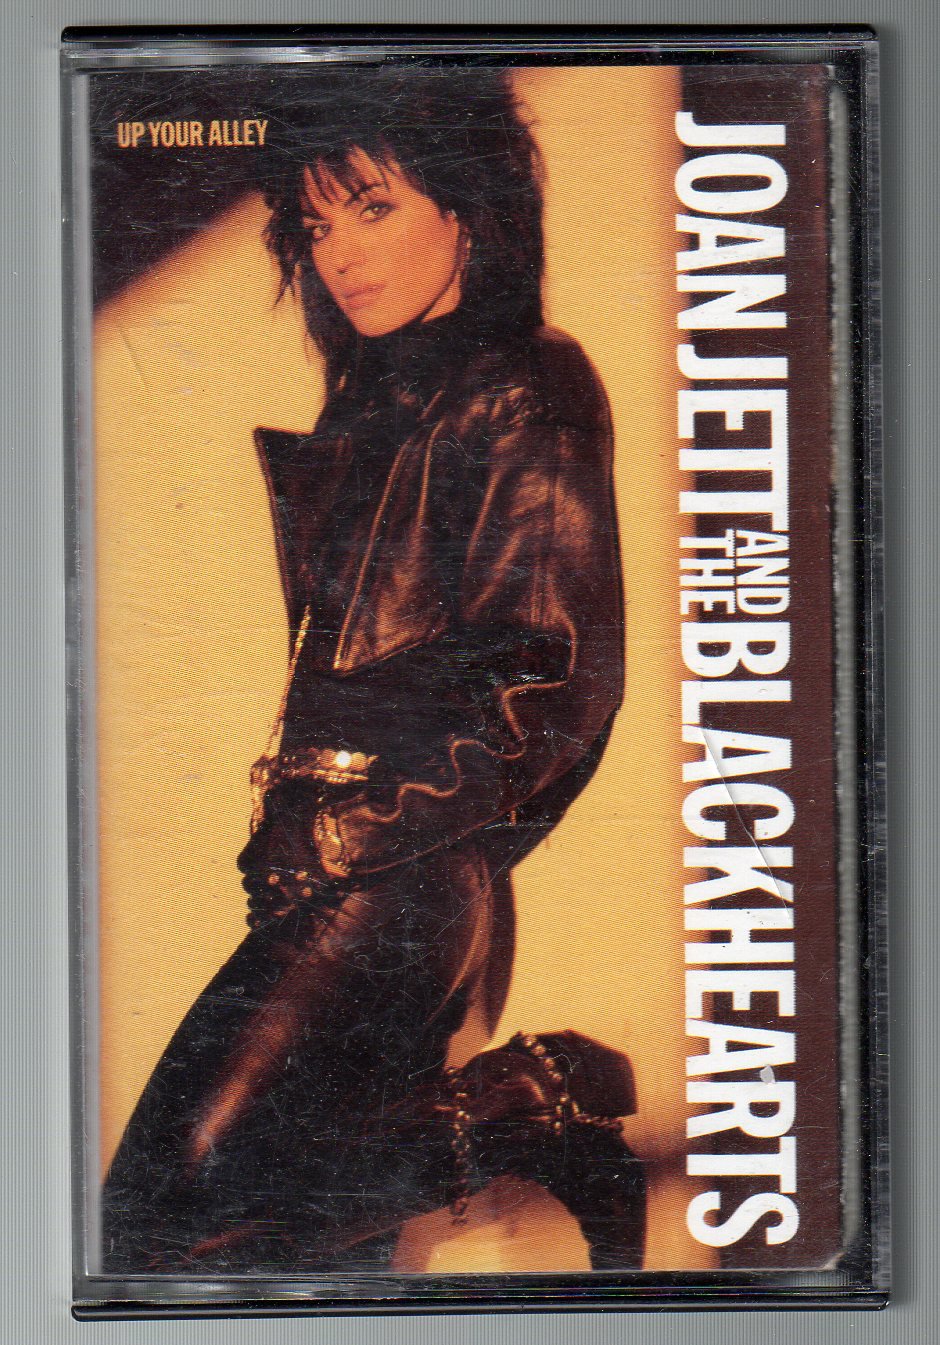 UP YOUR ALLEY
JOAN JETT
AND
THE
BLACKHEARTS